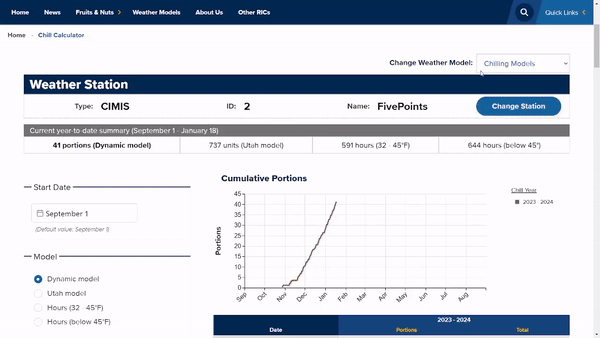 Home News Fruits & Nuts Weather Models About Us Other RICs Quick Links
Home - Chill Calculator
Change Weather Model: Chilling Models
Weather Station
Type: CIMIS ID: 2 Name: FivePoints Change Station
Current year-to-date summary (September 1 - January 18)
41 portions (Dynamic model) 737 units (Utah model) 591 hours (32 - 45°F) 644 hours (below 45°)
Start Date
September 1
(Default value: September 1)
Model
Dynamic model
Utah model
Hours (32 - 45°F)
Hours (below 45°F)
Cumulative Portions
Portions
45
40
35
30
25
20
15
10
5
0
Sep Oct Nov Dec Jan Feb Mar Apr May Jun Jul Aug
Chill Year
2023 - 2024
2023 - 2024
Date Portions Total